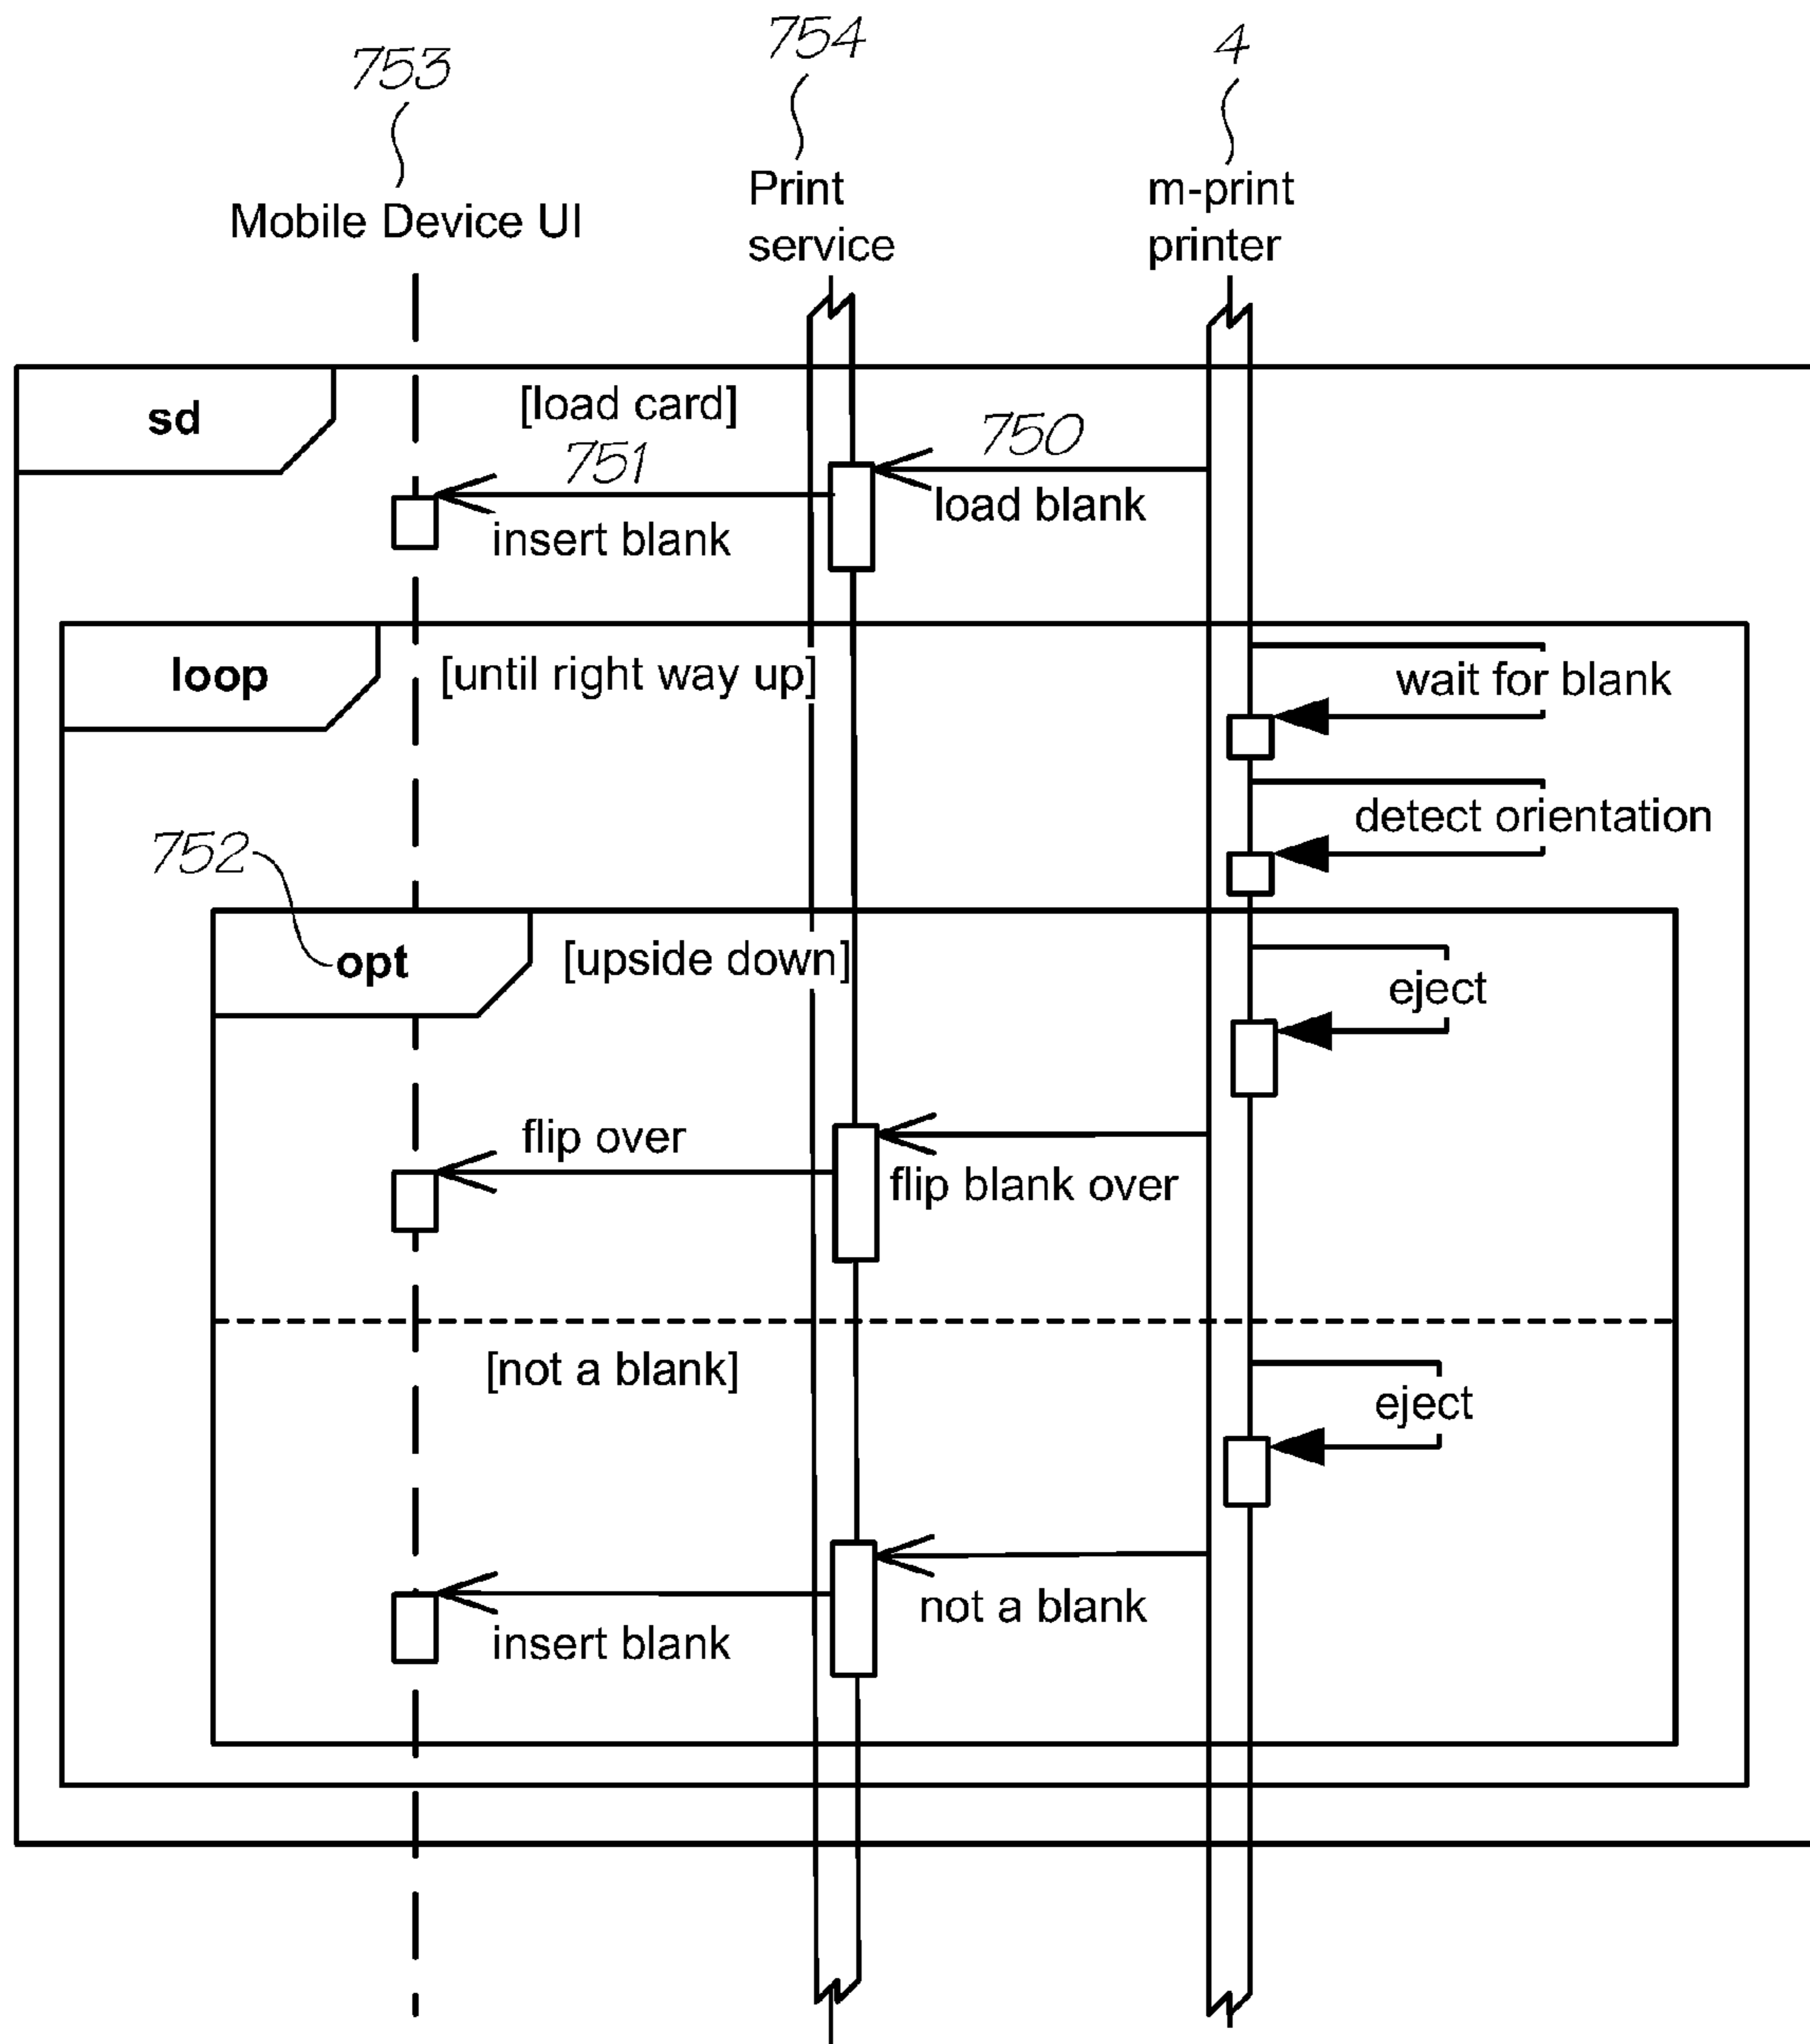 753
754
4
Mobile Device UI
Print
service
m-print
printer
sd
[load card]
750
751
load blank
insert blank
loop
[until right way up]
wait for blank
detect orientation
752
opt
[upside down]
eject
flip over
flip blank over
[not a blank]
eject
not a blank
insert blank